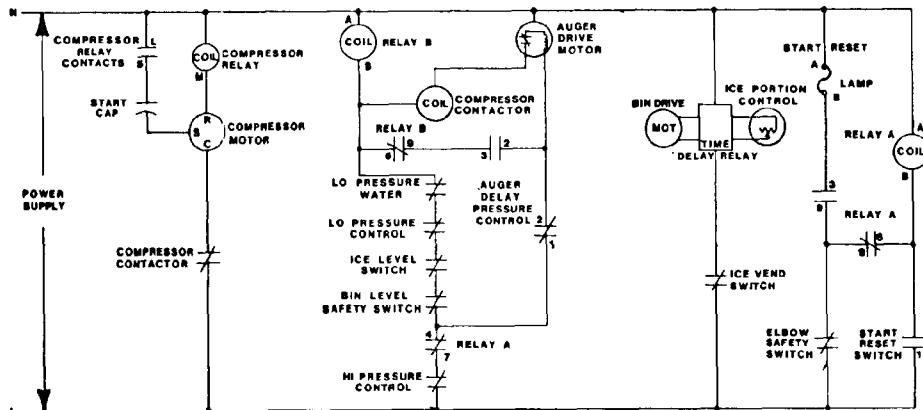 N
COMPRESSOR
RELAY
CONTACTS
L
5
START
CAP
COIL
M
COMPRESSOR
RELAY
R
S
C
COMPRESSOR
MOTOR
POWER
SUPPLY
COMPRESSOR
CONTACTOR
A
COIL
B
RELAY B
AUGER
DRIVE
MOTOR
COIL
COMPRESSOR
CONTACTOR
RELAY B
6
9
3
2
LO PRESSURE
WATER
LO PRESSURE
CONTROL
ICE LEVEL
SWITCH
BIN LEVEL
SAFETY SWITCH
AUGER
DELAY
PRESSURE
CONTROL
2
1
4
7
RELAY A
HI PRESSURE
CONTROL
BIN DRIVE
MOT
ICE PORTION
CONTROL
TIME
DELAY RELAY
ICE VEND
SWITCH
START RESET
A
LAMP
B
RELAY A
A
COIL
B
3
9
RELAY A
8
6
ELBOW
SAFETY
SWITCH
START
RESET
SWITCH
1